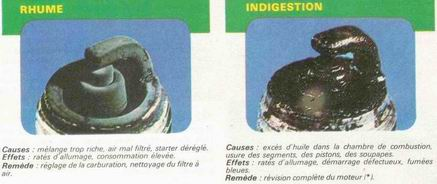 RHUME
Causes : mélange trop riche, air mal filtré, starter déréglé.
Effets : ratés d'allumage, consommation élevée.
Remède : réglage de la carburation, nettoyage du filtre à
air.
INDIGESTION
Causes : excès d'huile dans la chambre de combustion,
usure des segments, des pistons, des soupapes.
Effets : ratés d'allumage, démarrage défectueux, fumées
bleues.
Remède : révision complète du moteur (*).